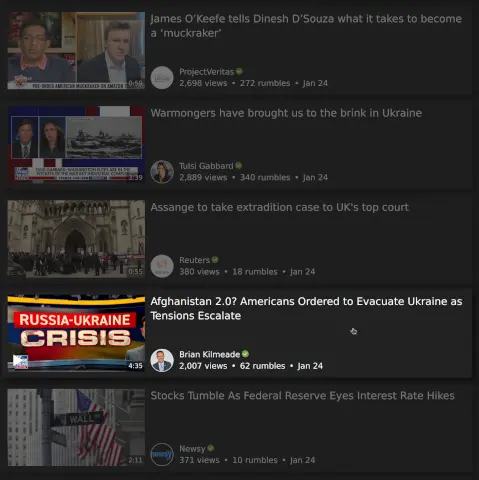 James O’Keefe tells Dinesh D’Souza what it takes to become
a ‘muckraker’
PRE-ORDER AMERICAN MUCKRAKER ON AMAZON
0:59
ProjectVeritas
2,698 views • 272 rumbles • Jan 24
Warmongers have brought us to the brink in Ukraine
3:39
Tulsi Gabbard
2,889 views • 340 rumbles • Jan 24
Assange to take extradition case to UK's top court
0:55
Reuters
380 views • 18 rumbles • Jan 24
Afghanistan 2.0? Americans Ordered to Evacuate Ukraine as
Tensions Escalate
RUSSIA-UKRAINE
CRISIS
4:35
Brian Kilmeade
2,007 views • 62 rumbles • Jan 24
Stocks Tumble As Federal Reserve Eyes Interest Rate Hikes
WALL
2:11
Newsy
371 views • 10 rumbles • Jan 24